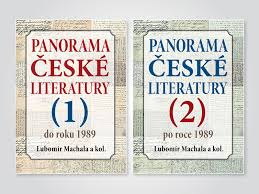 PANORAMA
ČESKÉ
LITERATURY
(1)
do roku 1989
Lubomír Machala a kol.
PANORAMA
ČESKÉ
LITERATURY
(2)
po roce 1989
Lubomír Machala a kol.